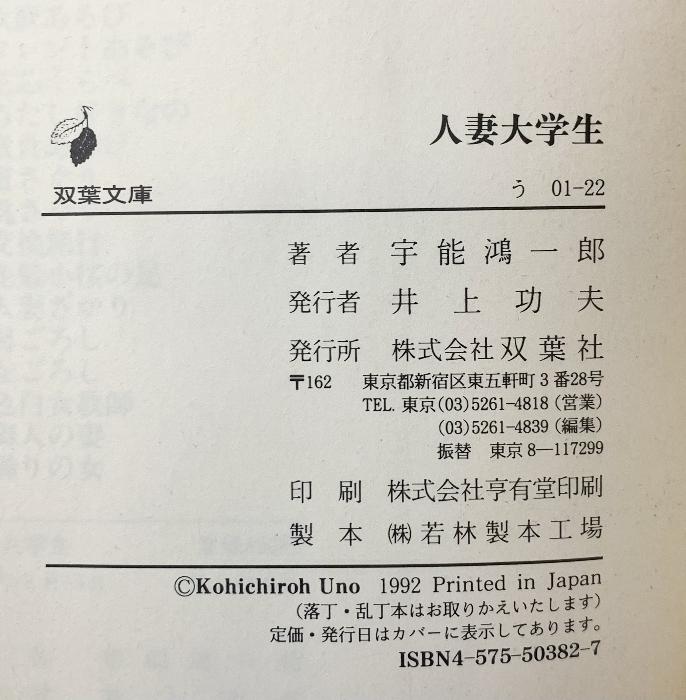 人妻大学生
双葉文庫
う 01-22
著者 宇能鴻一郎
発行者 井上功夫
発行所 株式会社双葉社
〒162 東京都新宿区東五軒町3番28号
TEL. 東京(03)5261-4818(営業)
(03)5261-4839(編集)
振替 東京8—117299
印刷 株式会社亨有堂印刷
製本 ㈱若林製本工場
©Kohichiroh Uno 1992 Printed in Japan
(落丁・乱丁本はお取りかえいたします)
定価・発行日はカバーに表示してあります。
ISBN4-575-50382-7